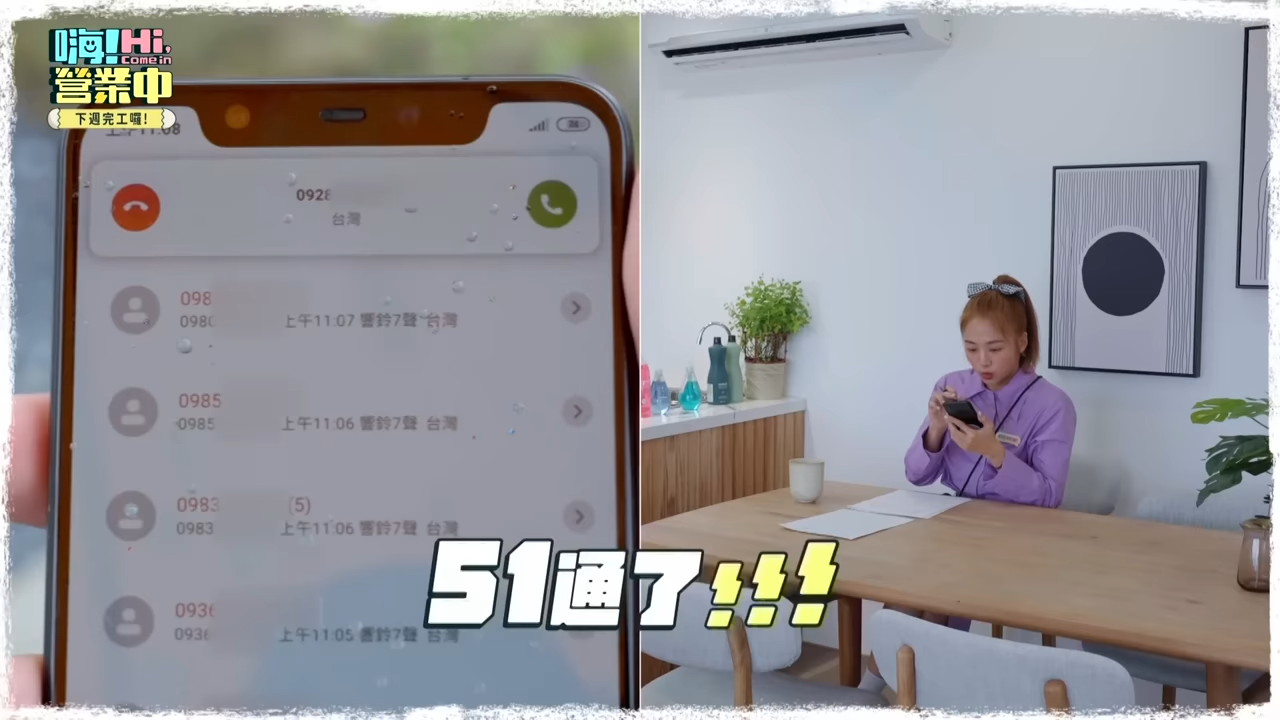 嗨!Hi,
Come in
營業中
下週完工囉!
上午11:08
0928
台灣
098
0980
上午11:07 響鈴7聲 台灣
0985
0985
上午11:06 響鈴7聲 台灣
0983 (5)
0983
上午11:06 響鈴7聲 台灣
0936
0936
上午11:05 響鈴7聲 台灣
51通了!!!